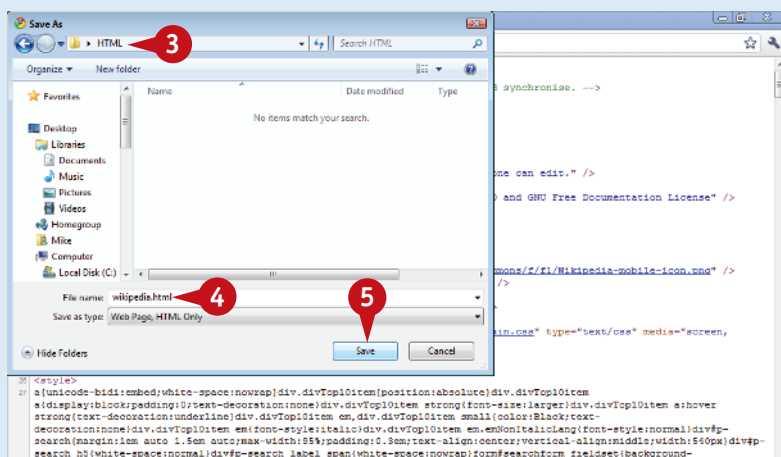 Save As
HTML
3
Search HTML
Organize
New folder
Favorites
Desktop
Libraries
Documents
Music
Pictures
Videos
Homegroup
Mike
Computer
Local Disk (C:)
Name
Date modified
Type
No items match your search.
File name: wikipedia.html
4
5
Save as type: Web Page, HTML Only
Hide Folders
Save
Cancel
synchronise. -->
one can edit." />
and GNU Free Documentation License" />
mons/f/f1/Wikipedia-mobile-icon.png" />
/>
in.css" type="text/css" media="screen,
26 <style>
27 a{unicode-bidi:embed;white-space:nowrap}div.divTop10item{position:absolute}div.divTop10item
a{display:block;padding:0;text-decoration:none}div.divTop10item strong{font-size:larger}div.divTop10item a:hover
strong{text-decoration:underline}div.divTop10item em,div.divTop10item small{color:Black;text-
decoration:none}div.divTop10item em{font-style:italic}div.divTop10item em.emNonItalicLang{font-style:normal}div#p-
search{margin:1em auto 1.5em auto;max-width:95%;padding:0.3em;text-align:center;vertical-align:middle;width:540px}div#p-
search h5{white-space:normal}div#p-search label span{white-space:nowrap}form#searchform fieldset{background-